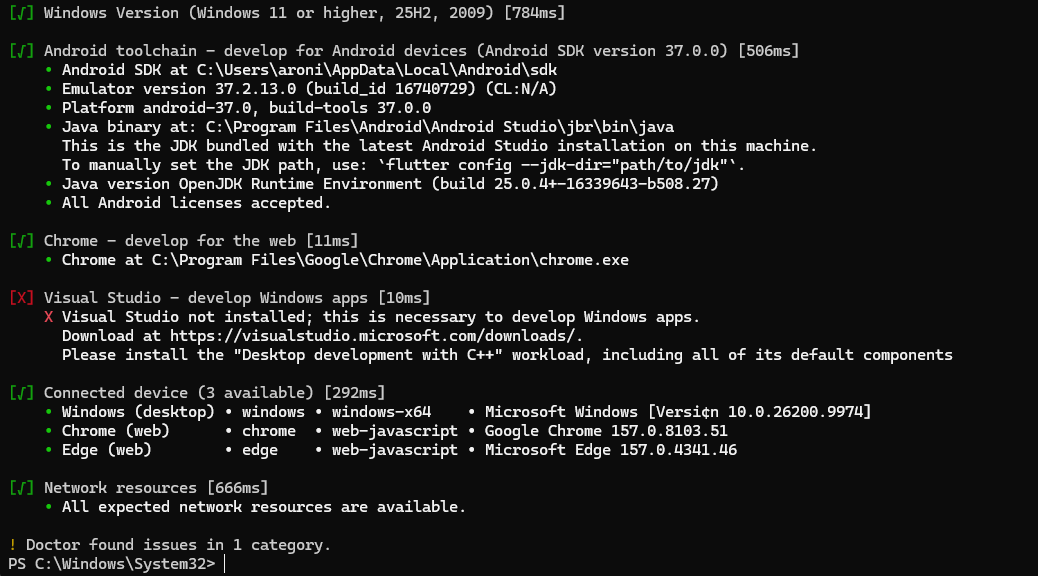 [√] Windows Version (Windows 11 or higher, 25H2, 2009) [784ms]
[√] Android toolchain - develop for Android devices (Android SDK version 37.0.0) [506ms]
• Android SDK at C:\Users\aroni\AppData\Local\Android\sdk
• Emulator version 37.2.13.0 (build_id 16740729) (CL:N/A)
• Platform android-37.0, build-tools 37.0.0
• Java binary at: C:\Program Files\Android\Android Studio\jbr\bin\java
This is the JDK bundled with the latest Android Studio installation on this machine.
To manually set the JDK path, use: `flutter config --jdk-dir="path/to/jdk"`.
• Java version OpenJDK Runtime Environment (build 25.0.4+-16339643-b508.27)
• All Android licenses accepted.
[√] Chrome - develop for the web [11ms]
• Chrome at C:\Program Files\Google\Chrome\Application\chrome.exe
[X] Visual Studio - develop Windows apps [10ms]
X Visual Studio not installed; this is necessary to develop Windows apps.
Download at https://visualstudio.microsoft.com/downloads/.
Please install the "Desktop development with C++" workload, including all of its default components
[√] Connected device (3 available) [292ms]
• Windows (desktop) • windows • windows-x64 • Microsoft Windows [Versi¢n 10.0.26200.9974]
• Chrome (web) • chrome • web-javascript • Google Chrome 157.0.8103.51
• Edge (web) • edge • web-javascript • Microsoft Edge 157.0.4341.46
[√] Network resources [666ms]
• All expected network resources are available.
! Doctor found issues in 1 category.
PS C:\Windows\System32>